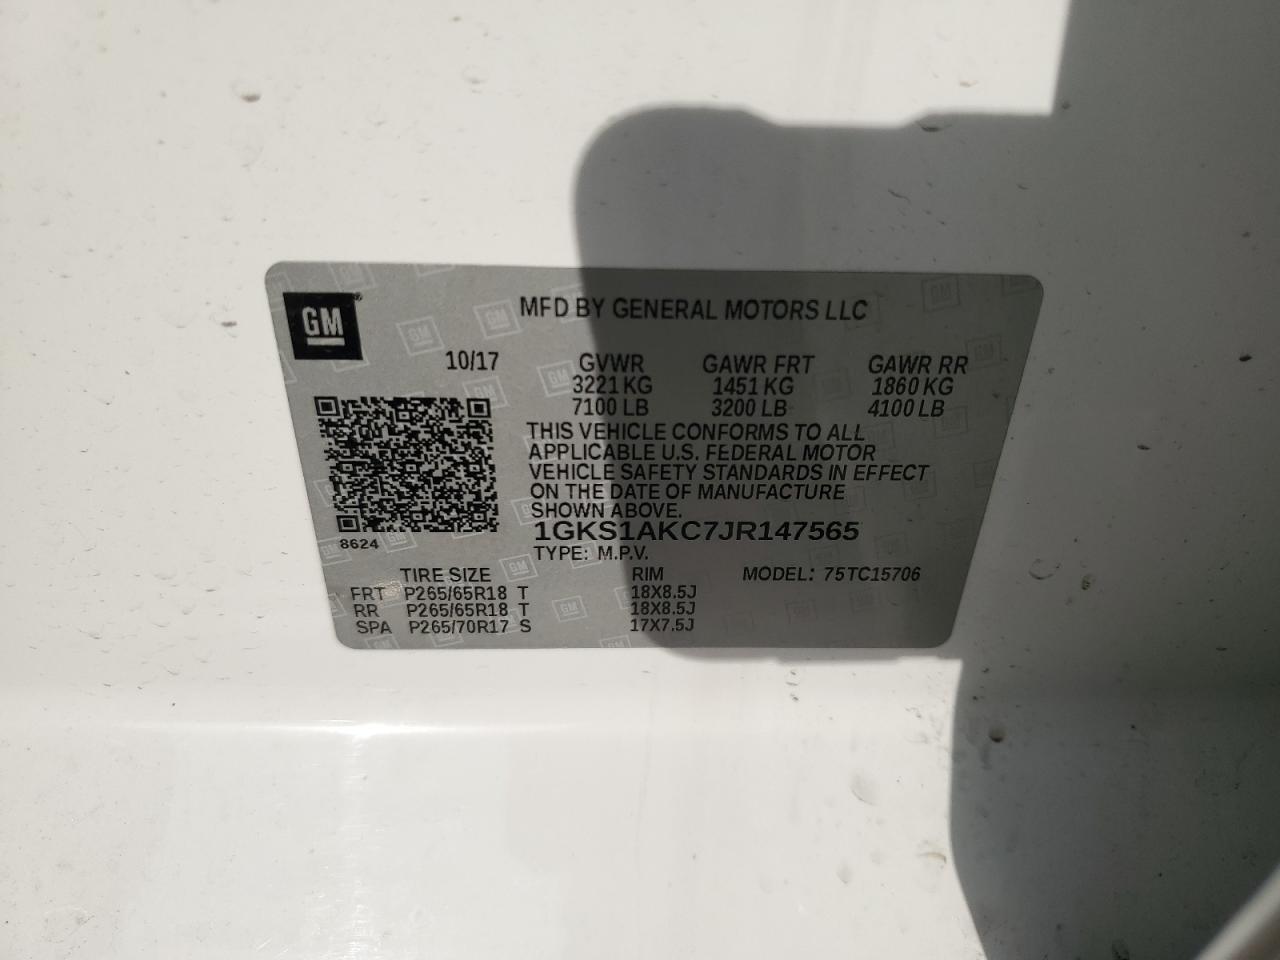 GM
MFD BY GENERAL MOTORS LLC
10/17 GVWR GAWR FRT GAWR RR
3221 KG 1451 KG 1860 KG
7100 LB 3200 LB 4100 LB
THIS VEHICLE CONFORMS TO ALL
APPLICABLE U.S. FEDERAL MOTOR
VEHICLE SAFETY STANDARDS IN EFFECT
ON THE DATE OF MANUFACTURE
SHOWN ABOVE.
1GKS1AKC7JR147565
8624
TYPE: M.P.V.
TIRE SIZE RIM MODEL: 75TC15706
FRT P265/65R18 T 18X8.5J
RR P265/65R18 T 18X8.5J
SPA P265/70R17 S 17X7.5J